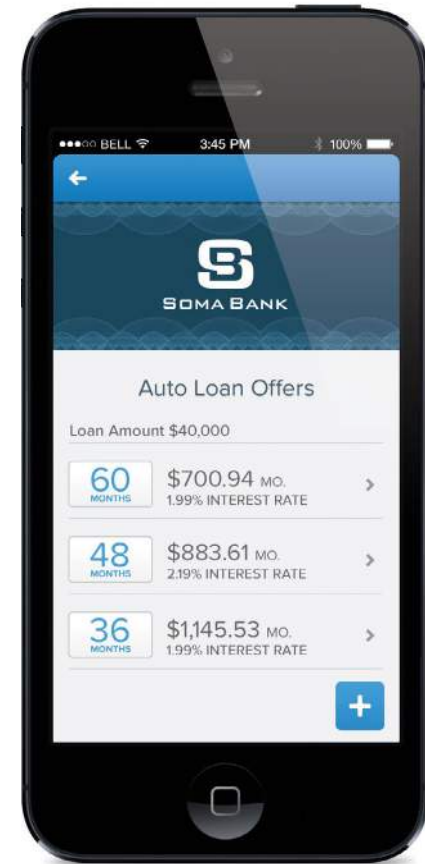 BELL 3:45 PM 100%
SB
SOMA BANK
Auto Loan Offers
Loan Amount $40,000
60 MONTHS $700.94 MO.
1.99% INTEREST RATE
48 MONTHS $883.61 MO.
2.19% INTEREST RATE
36 MONTHS $1,145.53 MO.
1.99% INTEREST RATE
+